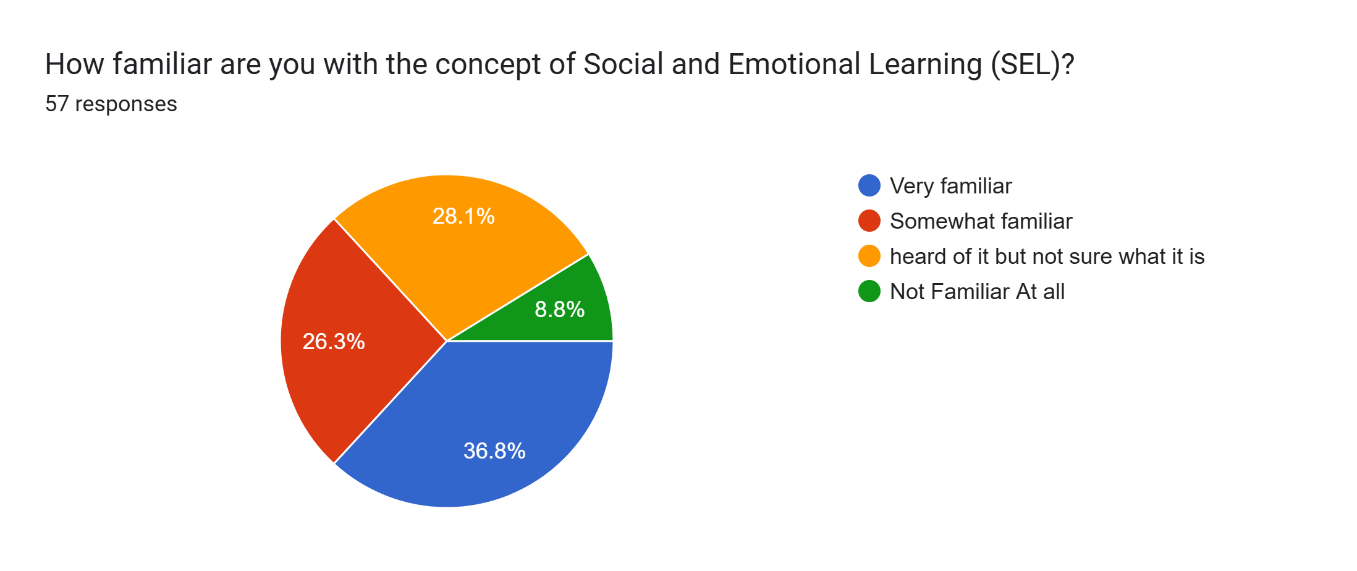 How familiar are you with the concept of Social and Emotional Learning (SEL)?
57 responses
Very familiar
Somewhat familiar
heard of it but not sure what it is
Not Familiar At all
28.1%
8.8%
26.3%
36.8%